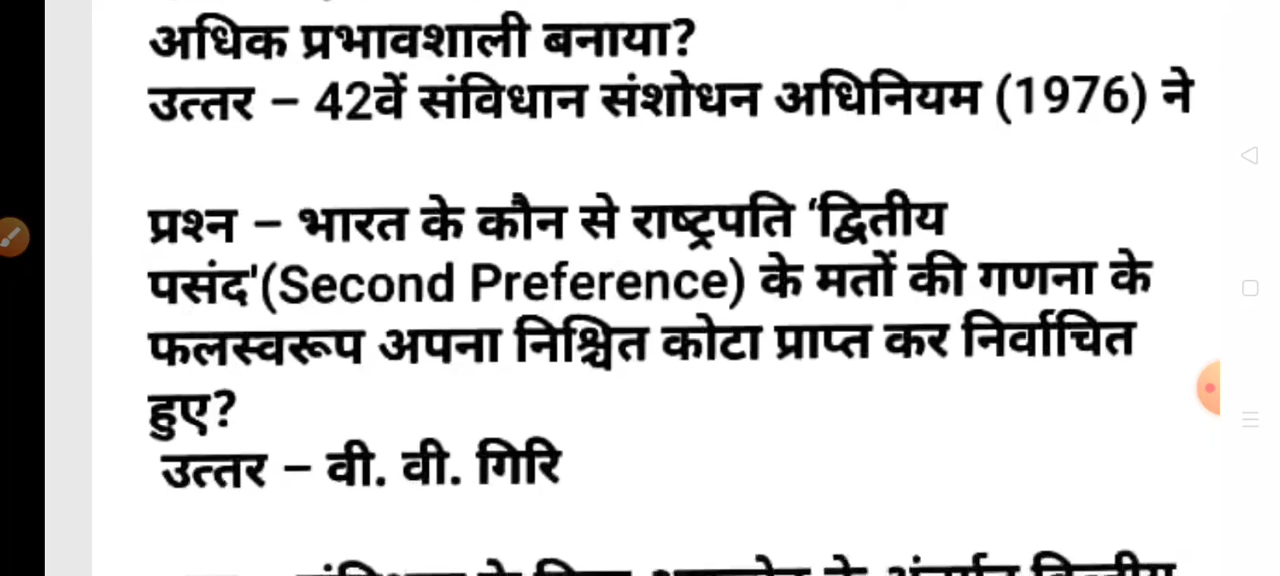 अधिक प्रभावशाली बनाया?
उत्तर – 42वें संविधान संशोधन अधिनियम (1976) ने
प्रश्न – भारत के कौन से राष्ट्रपति ‘द्वितीय
पसंद'(Second Preference) के मतों की गणना के
फलस्वरूप अपना निश्चित कोटा प्राप्त कर निर्वाचित
हुए?
उत्तर – वी. वी. गिरि